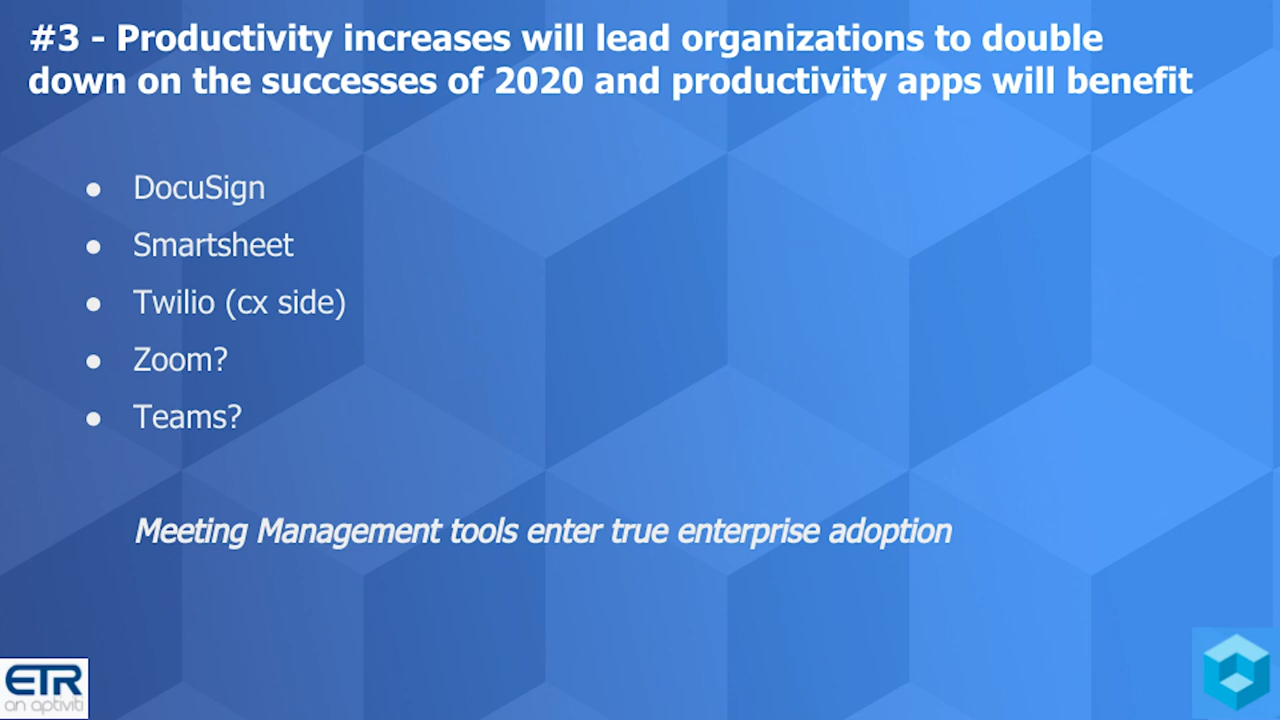 #3 - Productivity increases will lead organizations to double
down on the successes of 2020 and productivity apps will benefit
● DocuSign
● Smartsheet
● Twilio (cx side)
● Zoom?
● Teams?
Meeting Management tools enter true enterprise adoption
ETR
an aptiviti